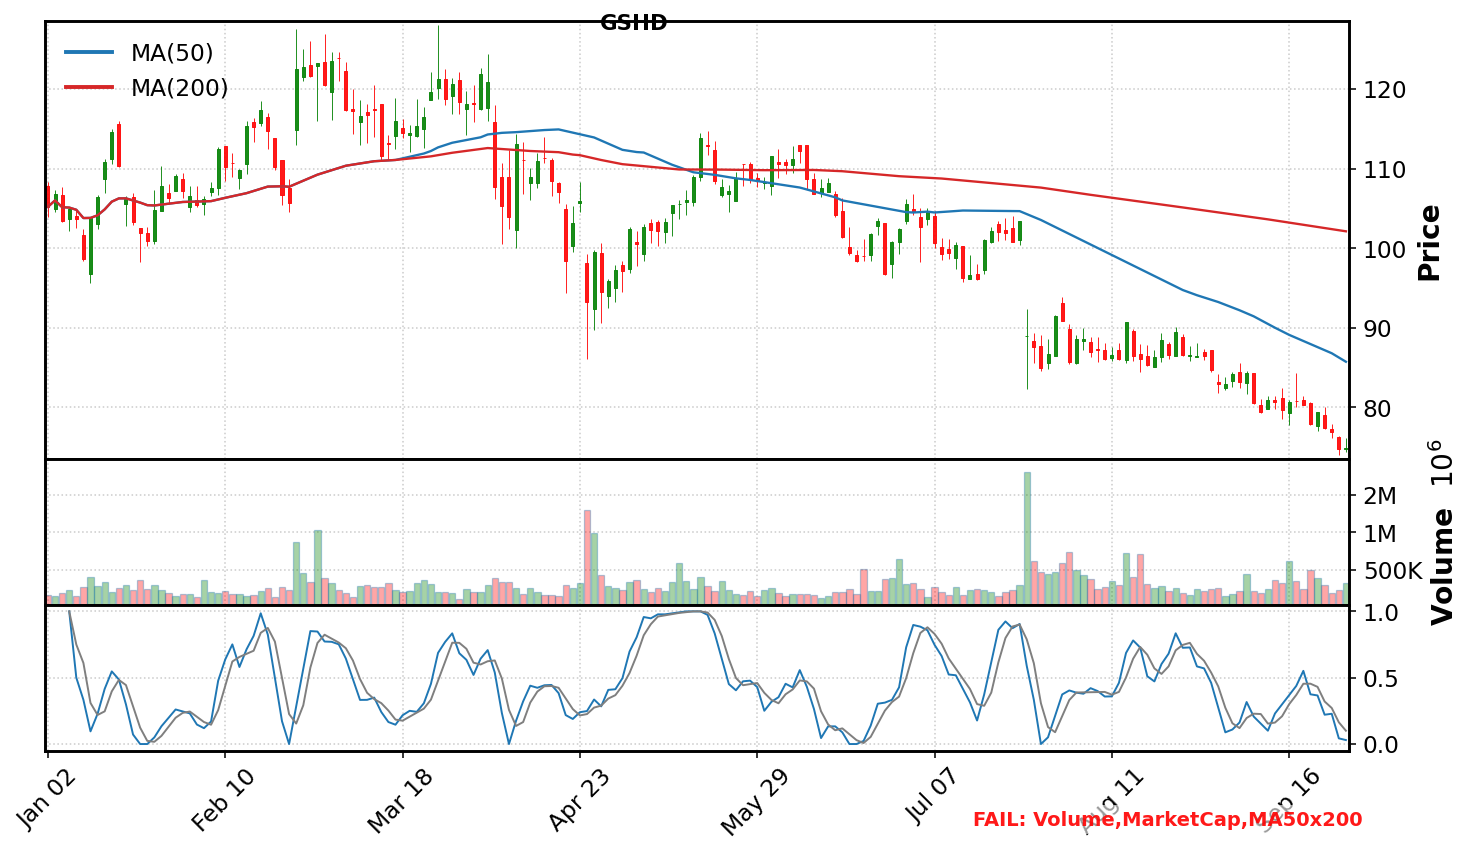 GSHD
MA(50)
MA(200)
120
110
100
90
80
Price
2M
1M
500K
Volume 10^6
1.0
0.5
0.0
Jan 02
Feb 10
Mar 18
Apr 23
May 29
Jul 07
Aug 11
Sep 16
FAIL: Volume,MarketCap,MA50x200